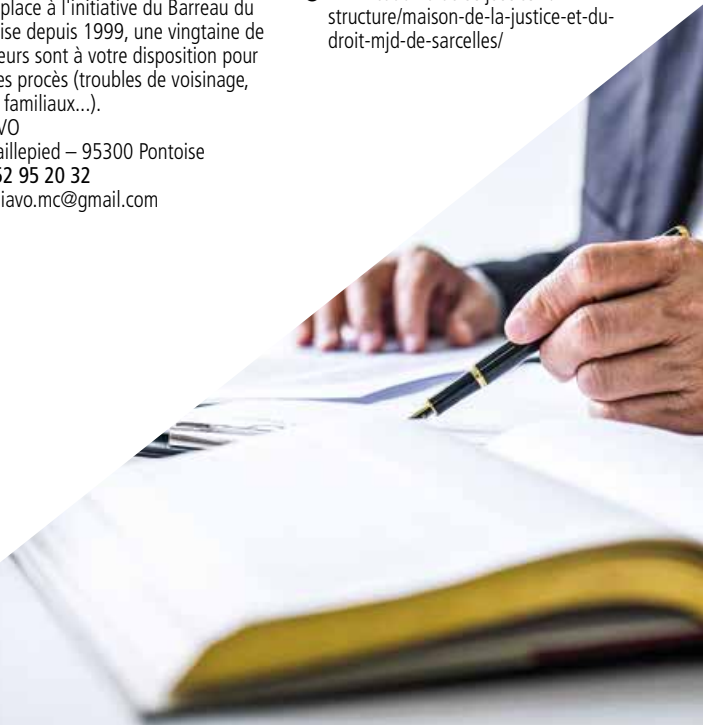 place à l'initiative du Barreau du
ise depuis 1999, une vingtaine de
eurs sont à votre disposition pour
es procès (troubles de voisinage,
familiaux...).
VO
aillepied – 95300 Pontoise
52 95 20 32
iavo.mc@gmail.com
structure/maison-de-la-justice-et-du-
droit-mjd-de-sarcelles/